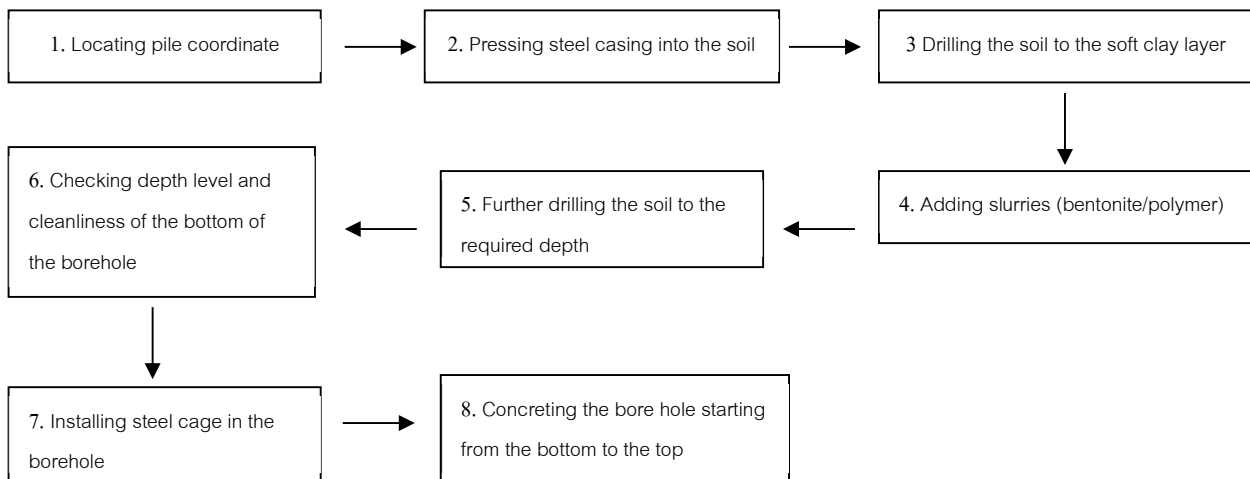 1. Locating pile coordinate
2. Pressing steel casing into the soil
3 Drilling the soil to the soft clay layer
4. Adding slurries (bentonite/polymer)
5. Further drilling the soil to the
required depth
6. Checking depth level and
cleanliness of the bottom of
the borehole
7. Installing steel cage in the
borehole
8. Concreting the bore hole starting
from the bottom to the top